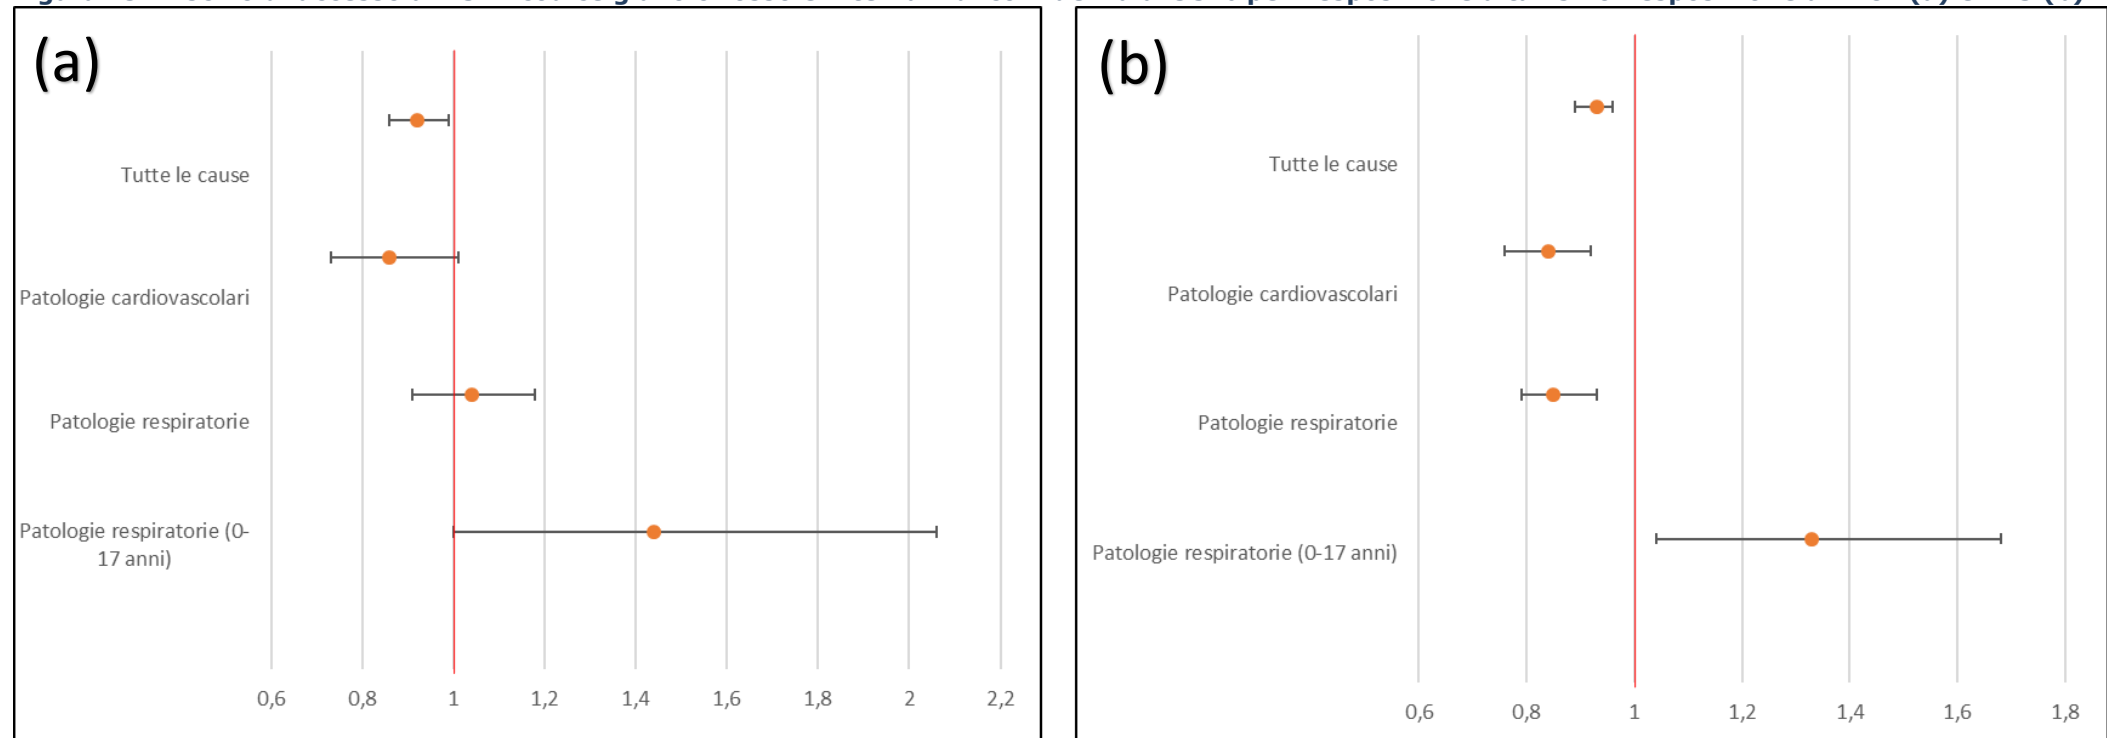 (a)
Tutte le cause
Patologie cardiovascolari
Patologie respiratorie
Patologie respiratorie (0-
17 anni)
0,6 0,8 1 1,2 1,4 1,6 1,8 2 2,2
(b)
Tutte le cause
Patologie cardiovascolari
Patologie respiratorie
Patologie respiratorie (0-17 anni)
0,6 0,8 1 1,2 1,4 1,6 1,8